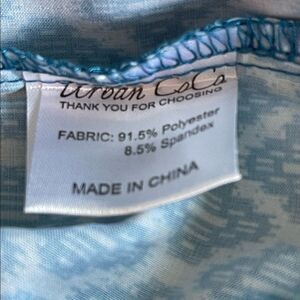 Urban CoCo
THANK YOU FOR CHOOSING
FABRIC: 91.5% Polyester
8.5% Spandex
MADE IN CHINA